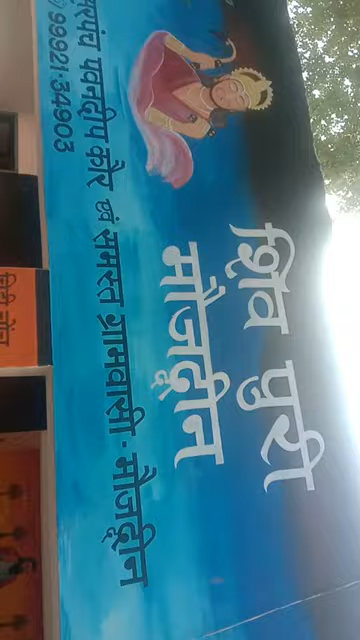 शिव पुरी
मौजद्दीन
सरपंच पवनदीप कौर एवं समस्त ग्रामवासी - मौजद्दीन
99921-34903